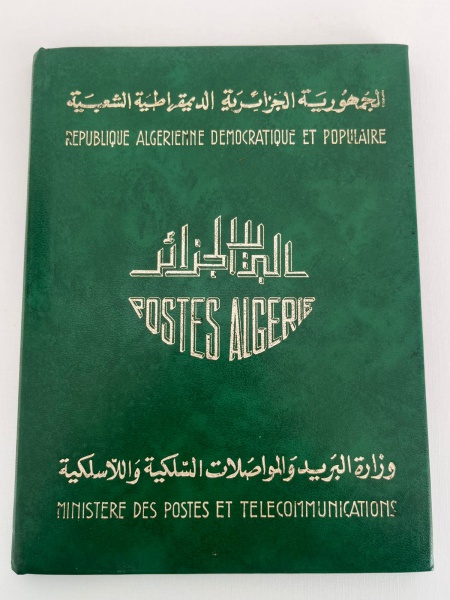 الجمهورية الجزائرية الديمقراطية الشعبية
REPUBLIQUE ALGERIENNE DEMOCRATIQUE ET POPULAIRE
البريد الجزائر
POSTES ALGERIE
وزارة البريد والمواصلات السلكية واللاسلكية
MINISTERE DES POSTES ET TELECOMMUNICATIONS